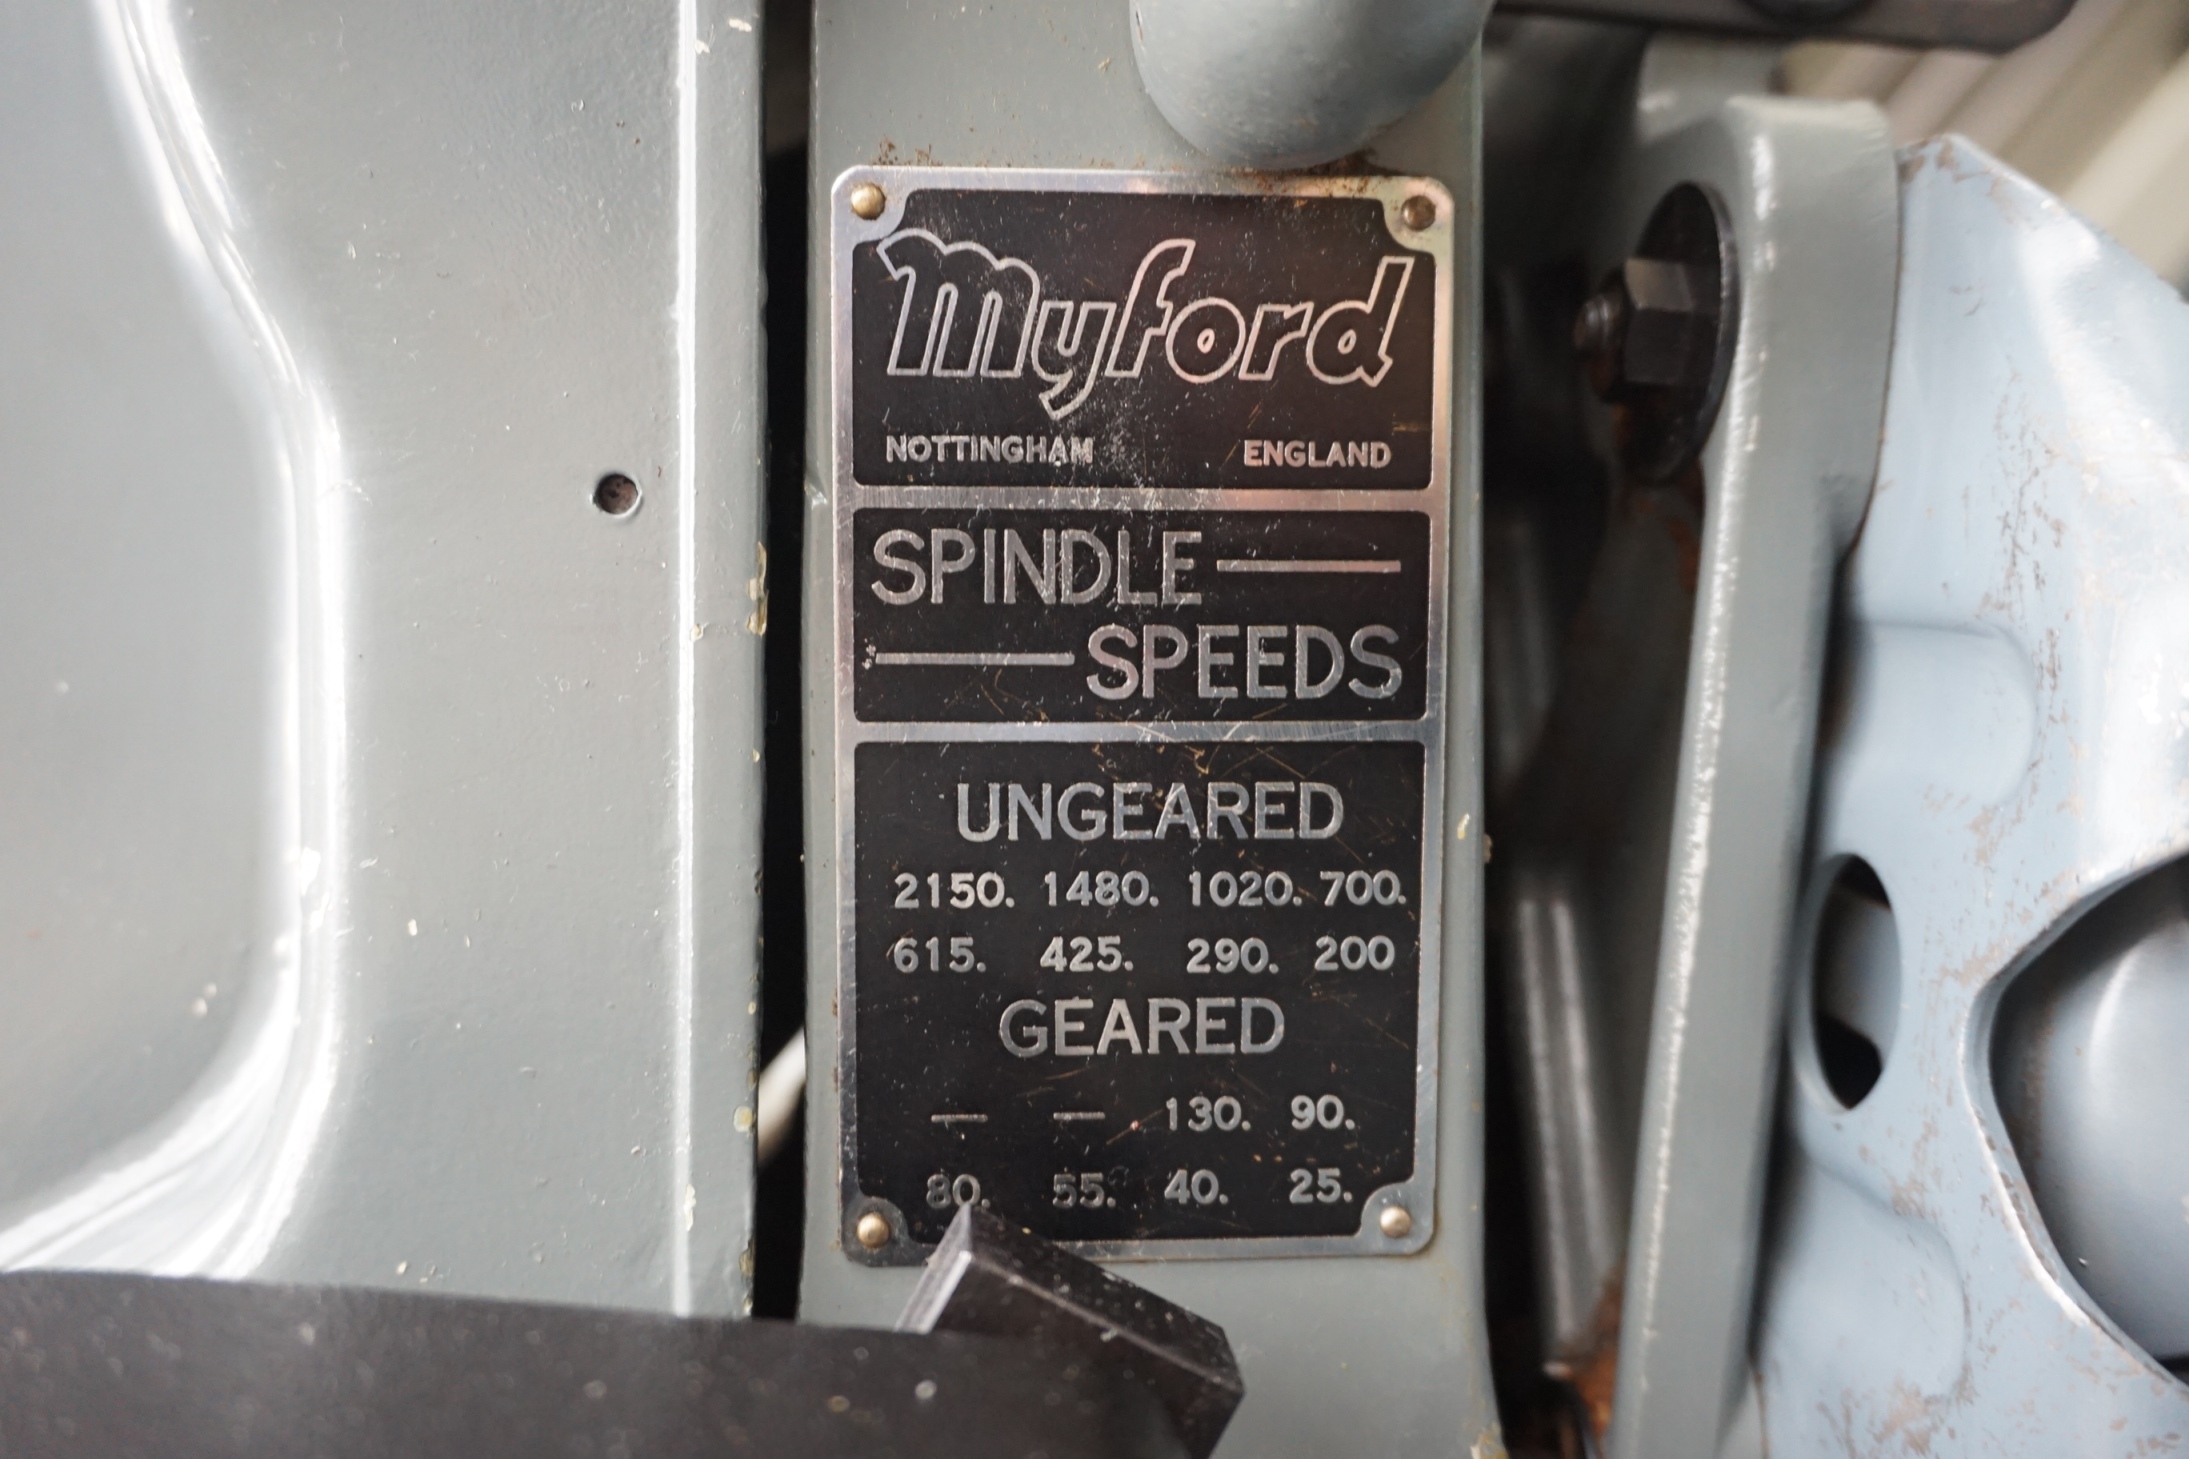 Myford
NOTTINGHAM ENGLAND
SPINDLE —
— SPEEDS
UNGEARED
2150. 1480. 1020. 700.
615. 425. 290. 200
GEARED
— — 130. 90.
80. 55. 40. 25.